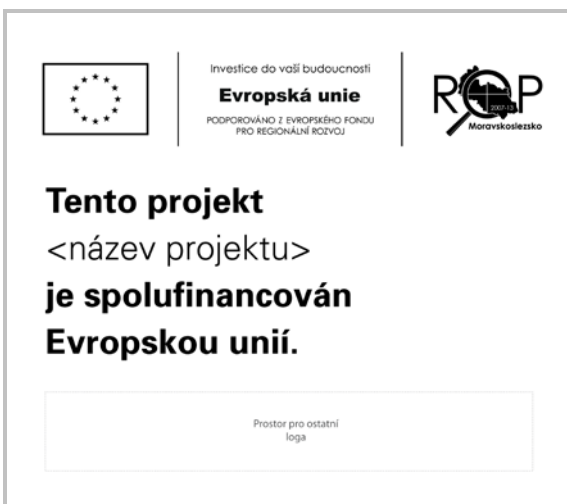 Investice do vaší budoucnosti
Evropská unie
PODPOROVÁNO Z EVROPSKÉHO FONDU
PRO REGIONÁLNÍ ROZVOJ
ROP
2007-13
Moravskoslezsko
Tento projekt
<název projektu>
je spolufinancován
Evropskou unií.
Prostor pro ostatní
loga